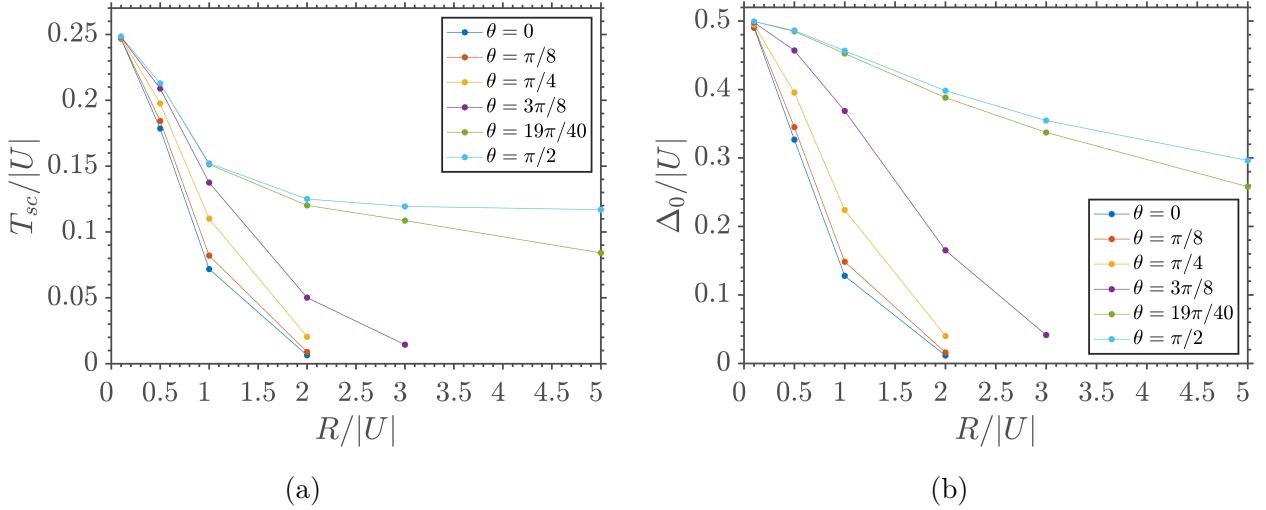 T_{sc}/|U|
0.25
0.2
0.15
0.1
0.05
0
0 0.5 1 1.5 2 2.5 3 3.5 4 4.5 5
R/|U|
θ = 0
θ = π/8
θ = π/4
θ = 3π/8
θ = 19π/40
θ = π/2
(a)
Δ_0/|U|
0.5
0.4
0.3
0.2
0.1
0
0 0.5 1 1.5 2 2.5 3 3.5 4 4.5 5
R/|U|
θ = 0
θ = π/8
θ = π/4
θ = 3π/8
θ = 19π/40
θ = π/2
(b)